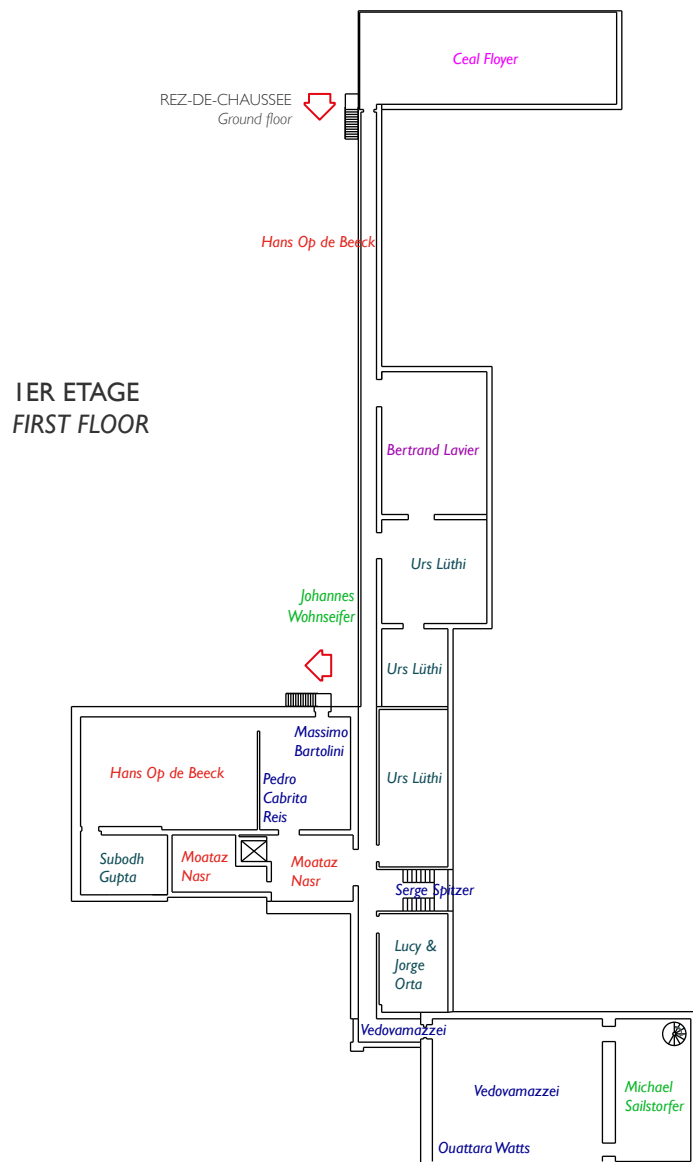 Ceal Floyer
REZ-DE-CHAUSSEE
Ground floor
Hans Op de Beeck
1ER ETAGE
FIRST FLOOR
Bertrand Lavier
Urs Lüthi
Johannes
Wohnseifer
Urs Lüthi
Massimo
Bartolini
Hans Op de Beeck
Pedro
Cabrita
Reis
Urs Lüthi
Subodh
Gupta
Moataz
Nasr
Moataz
Nasr
Serge Spitzer
Lucy &
Jorge
Orta
Vedovamazzei
Vedovamazzei
Michael
Sailstorfer
Ouattara Watts